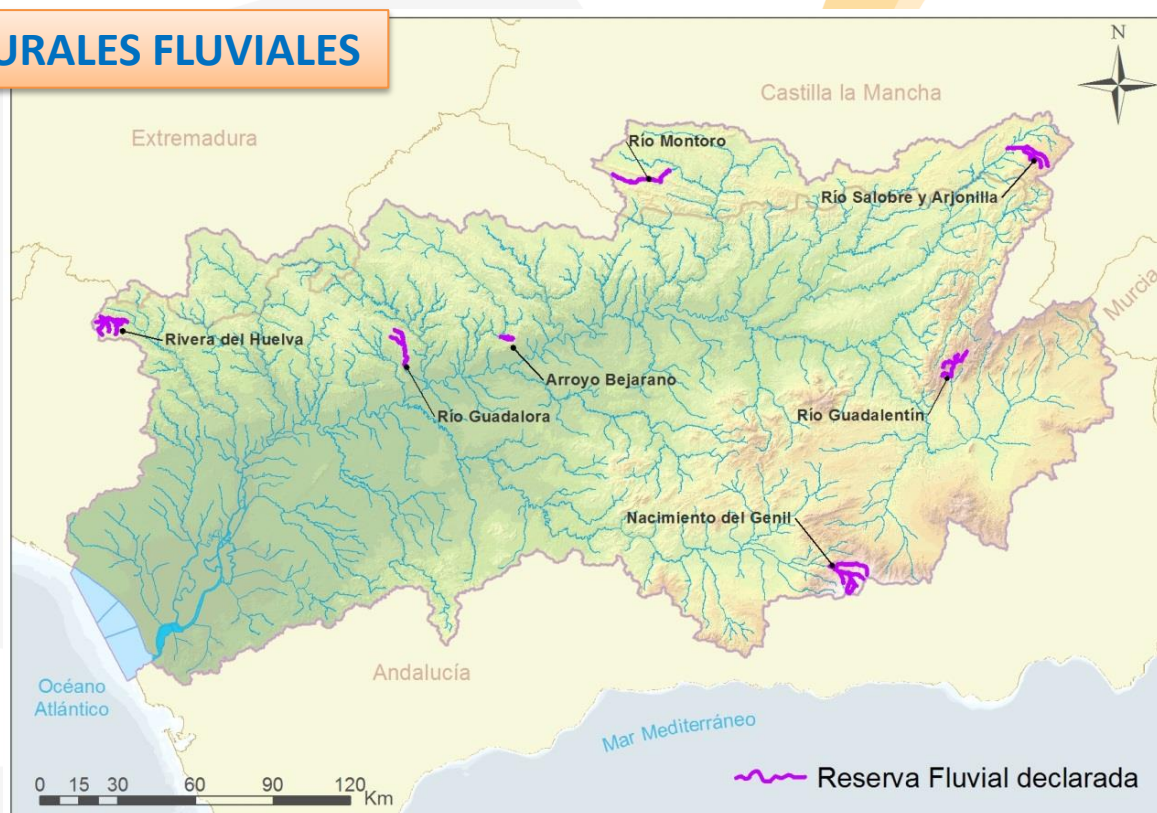 URALES FLUVIALES
N
Castilla la Mancha
Extremadura
Río Montoro
Río Salobre y Arjonilla
Murcia
Rivera del Huelva
Arroyo Bejarano
Río Guadalora
Río Guadalentín
Nacimiento del Genil
Andalucía
Océano
Atlántico
Mar Mediterráneo
0 15 30 60 90 120
Km
Reserva Fluvial declarada